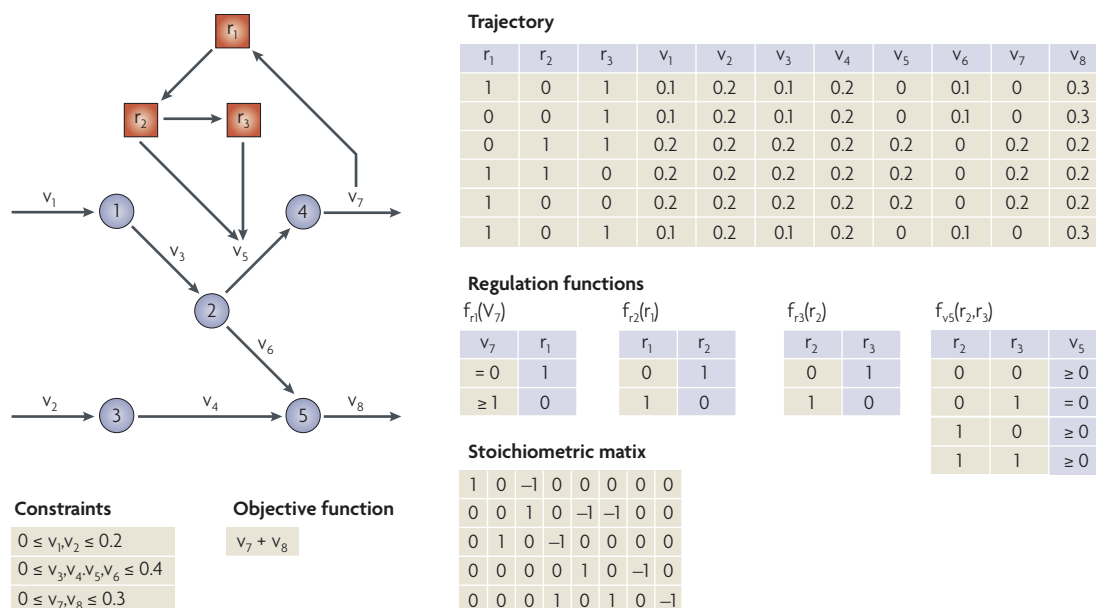 r1
r2
r3
v1
1
v3
v5
4
v7
2
v6
v2
3
v4
5
v8
Constraints
0 ≤ v1,v2 ≤ 0.2
0 ≤ v3,v4.v5,v6 ≤ 0.4
0 ≤ v7,v8 ≤ 0.3
Objective function
v7 + v8
Trajectory
r1 r2 r3 v1 v2 v3 v4 v5 v6 v7 v8
1 0 1 0.1 0.2 0.1 0.2 0 0.1 0 0.3
0 0 1 0.1 0.2 0.1 0.2 0 0.1 0 0.3
0 1 1 0.2 0.2 0.2 0.2 0.2 0 0.2 0.2
1 1 0 0.2 0.2 0.2 0.2 0.2 0 0.2 0.2
1 0 0 0.2 0.2 0.2 0.2 0.2 0 0.2 0.2
1 0 1 0.1 0.2 0.1 0.2 0 0.1 0 0.3
Regulation functions
fr1(V7)
v7 r1
= 0 1
≥ 1 0
fr2(r1)
r1 r2
0 1
1 0
fr3(r2)
r2 r3
0 1
1 0
fv5(r2,r3)
r2 r3 v5
0 0 ≥ 0
0 1 = 0
1 0 ≥ 0
1 1 ≥ 0
Stoichiometric matix
1 0 –1 0 0 0 0 0
0 0 1 0 –1 –1 0 0
0 1 0 –1 0 0 0 0
0 0 0 0 1 0 –1 0
0 0 0 1 0 1 0 –1